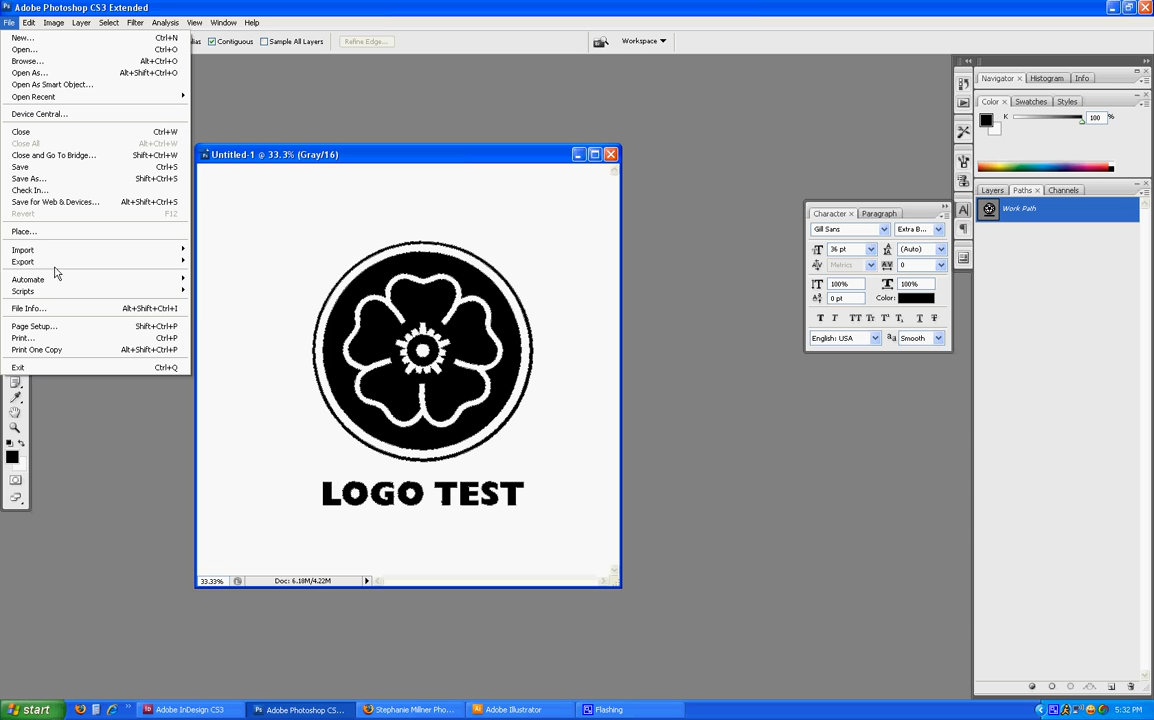 Adobe Photoshop CS3 Extended
File Edit Image Layer Select Filter Analysis View Window Help
Contiguous Sample All Layers Refine Edge... Workspace
New... Ctrl+N
Open... Ctrl+O
Browse... Alt+Ctrl+O
Open As... Alt+Shift+Ctrl+O
Open As Smart Object...
Open Recent
Device Central...
Close Ctrl+W
Close All Alt+Ctrl+W
Close and Go To Bridge... Shift+Ctrl+W
Save Ctrl+S
Save As... Shift+Ctrl+S
Check In...
Save for Web & Devices... Alt+Shift+Ctrl+S
Revert F12
Place...
Import
Export
Automate
Scripts
File Info... Alt+Shift+Ctrl+I
Page Setup... Shift+Ctrl+P
Print... Ctrl+P
Print One Copy Alt+Shift+Ctrl+P
Exit Ctrl+Q
Untitled-1 @ 33.3% (Gray/16)
LOGO TEST
33.33% Doc: 6.18M/4.22M
Character Paragraph
Gill Sans Extra B...
36 pt (Auto)
Metrics 0
100% 100%
0 pt Color:
T T TT Tr T¹ T, T T
English: USA aa Smooth
Navigator Histogram Info
Color Swatches Styles
K 100 %
Layers Paths Channels
Work Path
start Adobe InDesign CS3 Adobe Photoshop CS... Stephanie Millner Pho... Adobe Illustrator Flashing 5:32 PM